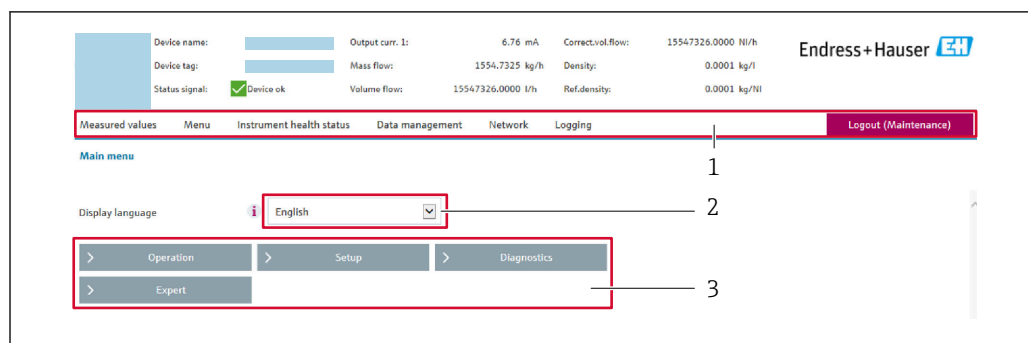 Device name: Output curr. 1: 6.76 mA Correct.vol.flow: 15547326.0000 Nl/h
Endress+Hauser EH
Device tag: Mass flow: 1554.7325 kg/h Density: 0.0001 kg/l
Status signal: Device ok Volume flow: 15547326.0000 l/h Ref.density: 0.0001 kg/Nl
Measured values Menu Instrument health status Data management Network Logging Logout (Maintenance)
Main menu
1
Display language i English 2
> Operation > Setup > Diagnostics
> Expert 3